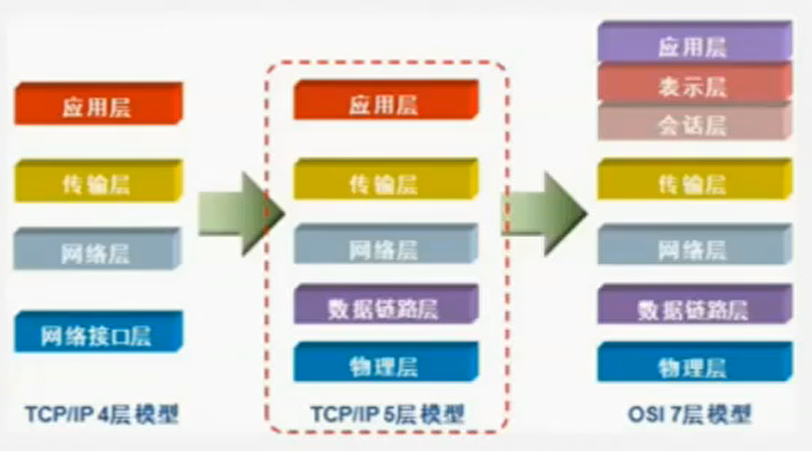 应用层
传输层
网络层
网络接口层
TCP/IP 4层模型
应用层
传输层
网络层
数据链路层
物理层
TCP/IP 5层模型
应用层
表示层
会话层
传输层
网络层
数据链路层
物理层
OSI 7层模型